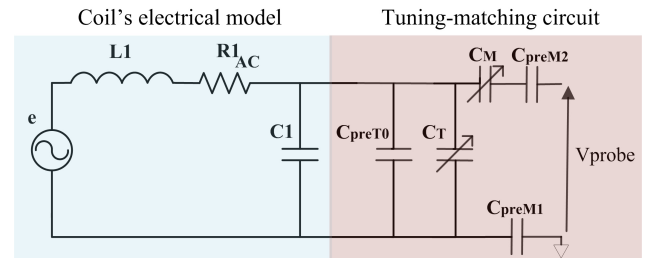 Coil's electrical model
Tuning-matching circuit
L1
R1AC
CM
CpreM2
e
C1
CpreT0
CT
Vprobe
CpreM1